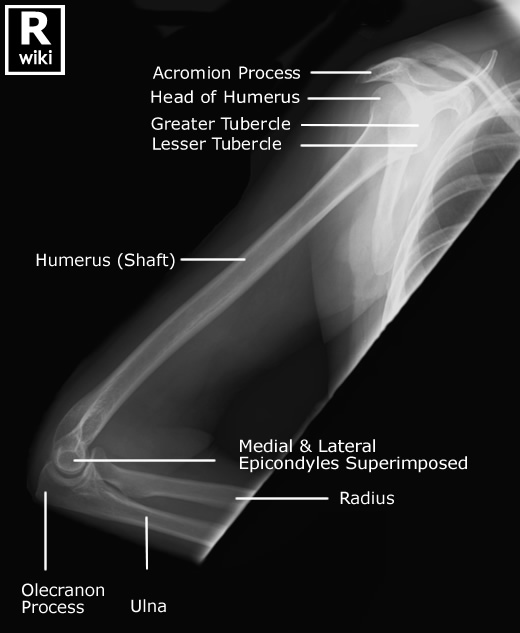 R
wiki
Acromion Process
Head of Humerus
Greater Tubercle
Lesser Tubercle
Humerus (Shaft)
Medial & Lateral
Epicondyles Superimposed
Radius
Olecranon
Process
Ulna